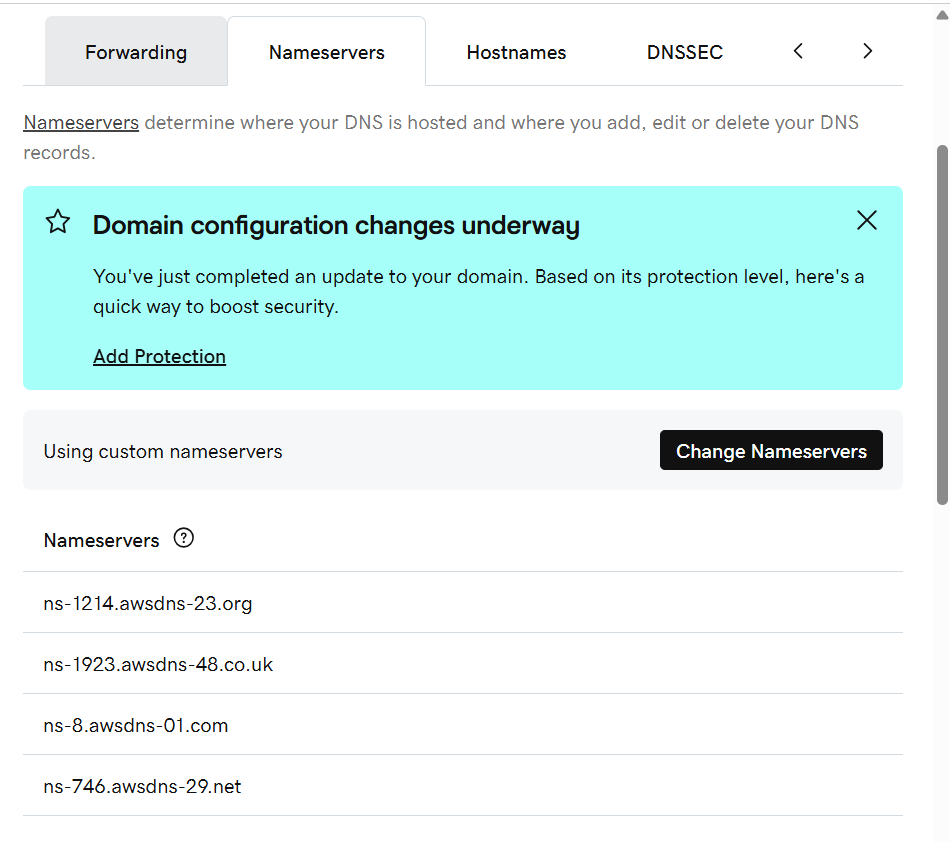 Forwarding
Nameservers
Hostnames
DNSSEC
Nameservers determine where your DNS is hosted and where you add, edit or delete your DNS
records.
Domain configuration changes underway
You've just completed an update to your domain. Based on its protection level, here's a
quick way to boost security.
Add Protection
Using custom nameservers
Change Nameservers
Nameservers
ns-1214.awsdns-23.org
ns-1923.awsdns-48.co.uk
ns-8.awsdns-01.com
ns-746.awsdns-29.net